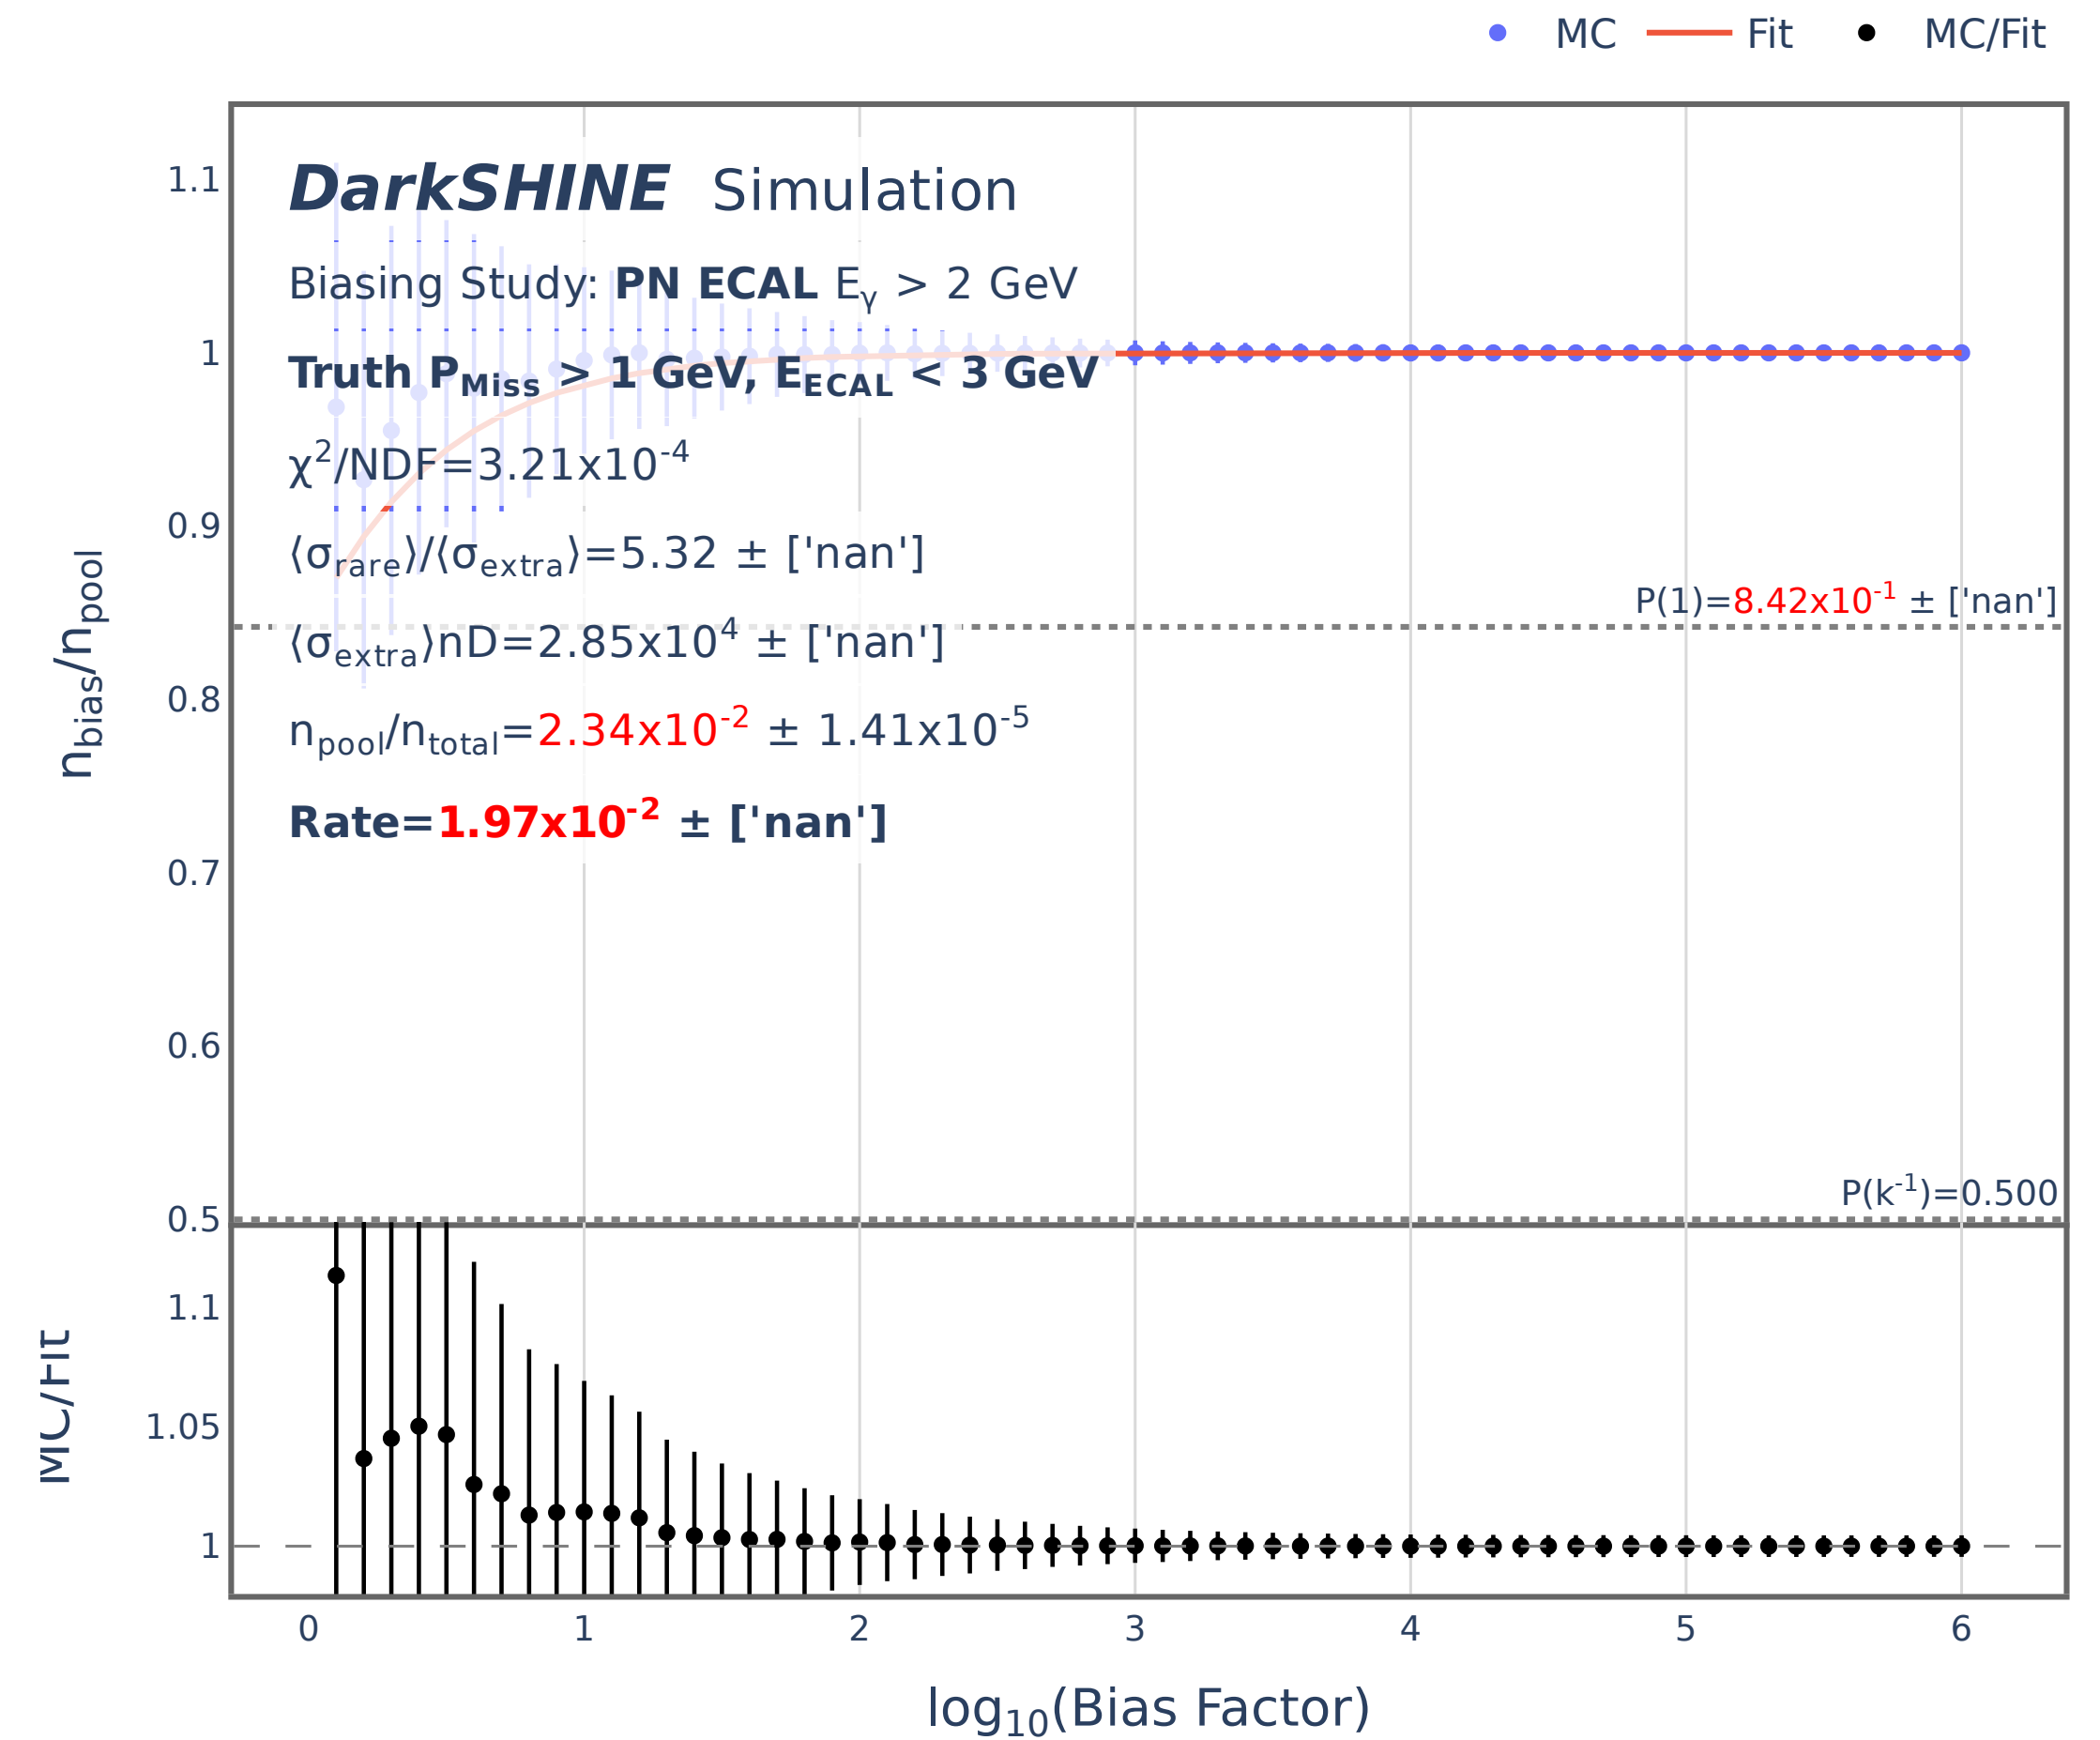 MC Fit MC/Fit
DarkSHINE Simulation
Biasing Study: PN ECAL Eγ > 2 GeV
Truth PMiss > 1 GeV, EECAL < 3 GeV
χ2/NDF=3.21x10-4
⟨σrare⟩/⟨σextra⟩=5.32 ± ['nan']
⟨σextra⟩nD=2.85x104 ± ['nan']
npool/ntotal=2.34x10-2 ± 1.41x10-5
Rate=1.97x10-2 ± ['nan']
P(1)=8.42x10-1 ± ['nan']
P(k-1)=0.500
nbias/npool
1.1
1
0.9
0.8
0.7
0.6
0.5
MC/Fit
1.1
1.05
1
0 1 2 3 4 5 6
log10(Bias Factor)